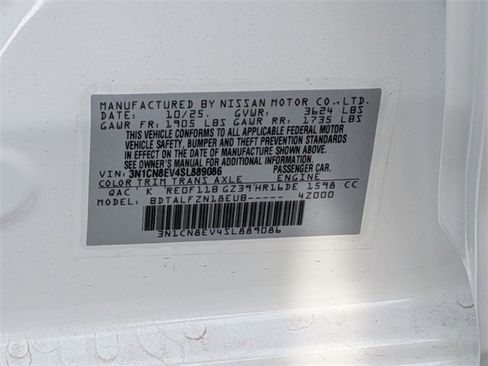 MANUFACTURED BY NISSAN MOTOR CO., LTD.
DATE: 10/25. GVWR: 3624 LBS
GAWR FR: 1905 LBS GAWR RR: 1735 LBS
THIS VEHICLE CONFORMS TO ALL APPLICABLE FEDERAL MOTOR
VEHICLE SAFETY, BUMPER, AND THEFT PREVENTION STANDARDS
IN EFFECT ON THE DATE OF MANUFACTURE SHOWN ABOVE.
SEE OWNER'S MANUAL FOR ADDITIONAL INFORMATION.
VIN: 3N1CN8EV4SL889086 PASSENGER CAR.
COLOR TRIM TRANS AXLE ENGINE
QAC K RE0F11B GZ39 HR16DE 1598 CC
MODEL: BDTALFZN18EUB----- 4Z000
3N1CN8EV4SL889086